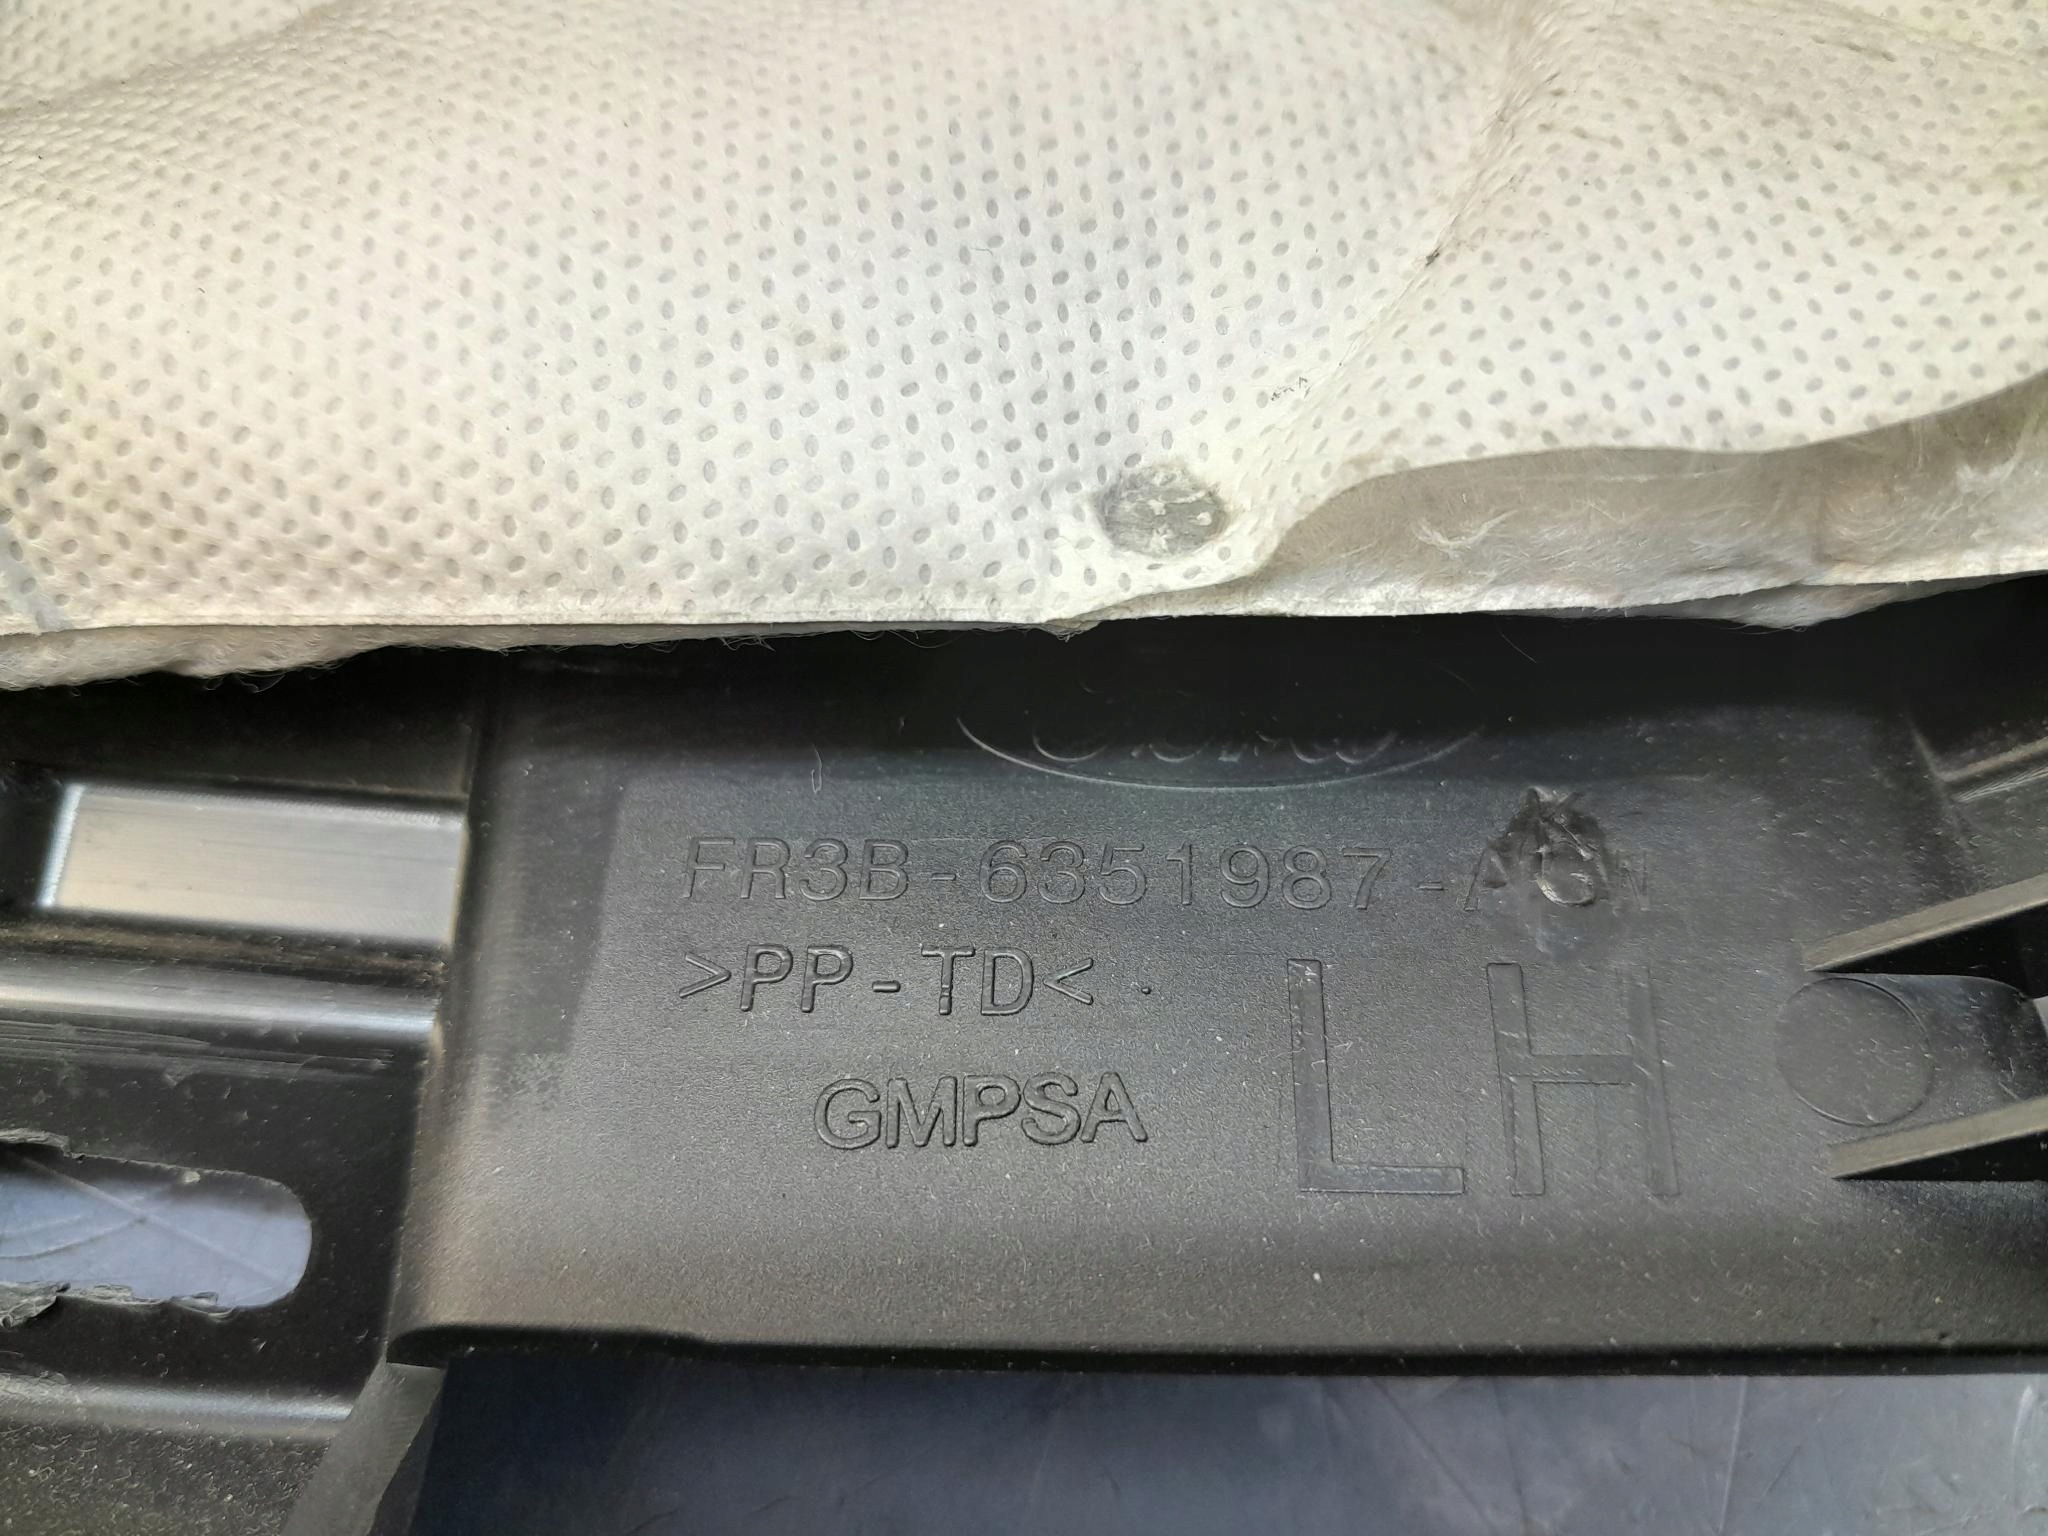 FR3B-6351987-A
>PP-TD<
LH
GMPSA